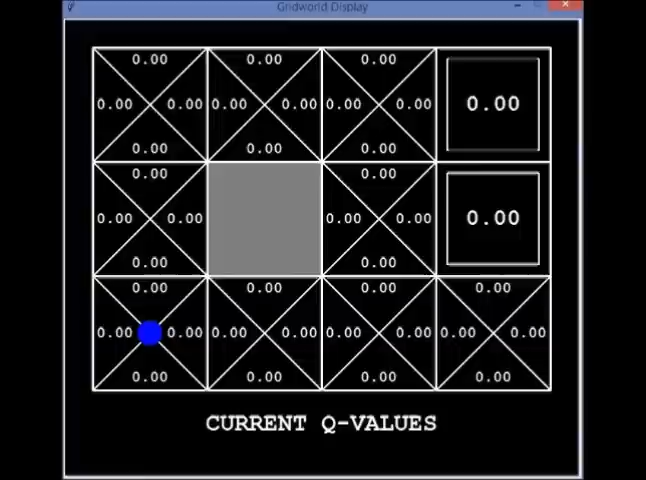 Gridworld Display
0.00 0.00 0.00
0.00 0.00 0.00 0.00 0.00 0.00 0.00
0.00 0.00 0.00
0.00 0.00
0.00 0.00 0.00 0.00 0.00
0.00 0.00
0.00 0.00 0.00 0.00
0.00 0.00 0.00 0.00 0.00 0.00 0.00 0.00
0.00 0.00 0.00 0.00
CURRENT Q-VALUES